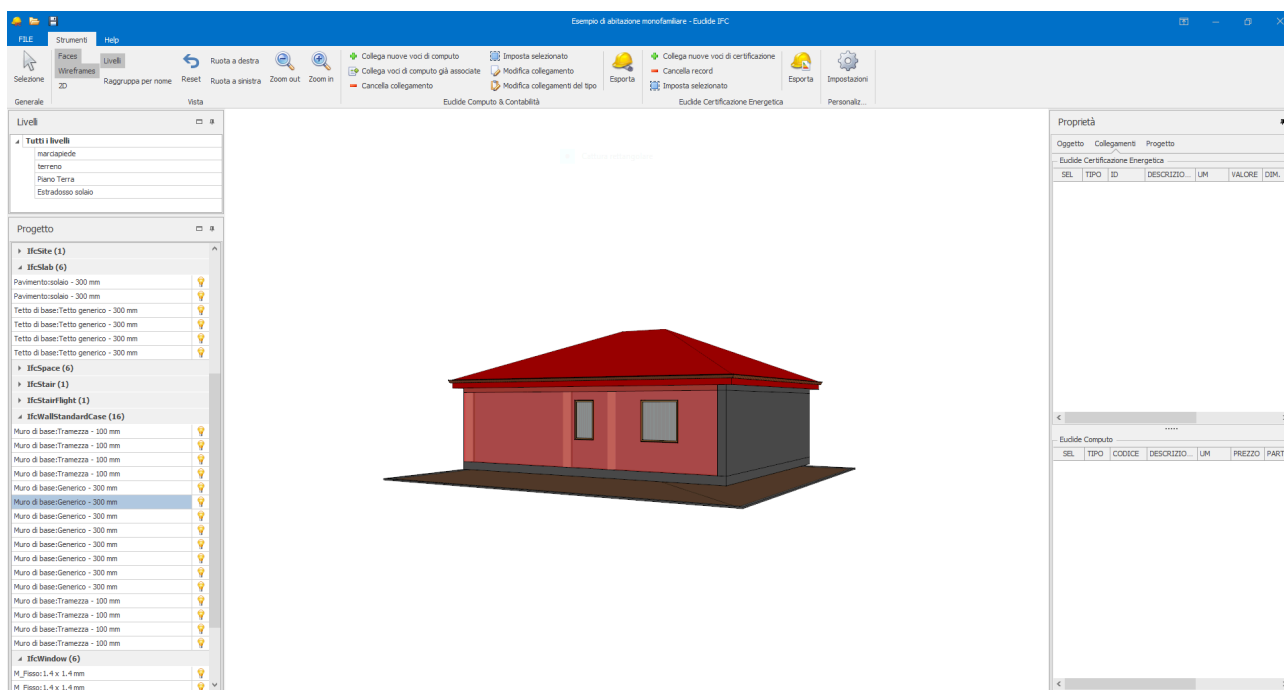 Esempio di abitazione monofamiliare - Euclide IFC
FILE Strumenti Help
Selezione
Faces
Wireframes
2D
Livelli
Raggruppa per nome
Reset
Ruota a destra
Ruota a sinistra
Zoom out
Zoom in
Collega nuove voci di computo
Collega voci di computo già associate
Cancella collegamento
Imposta selezionato
Modifica collegamento
Modifica collegamenti del tipo
Esporta
Collega nuove voci di certificazione
Cancella record
Imposta selezionato
Esporta
Impostazioni
Generale Vista Euclide Computo & Contabilità Euclide Certificazione Energetica Personaliz...
Livelli
Tutti i livelli
marciapiede
terreno
Piano Terra
Estradosso solaio
Progetto
IfcSite (1)
IfcSlab (6)
Pavimento:solaio - 300 mm
Pavimento:solaio - 300 mm
Tetto di base:Tetto generico - 300 mm
Tetto di base:Tetto generico - 300 mm
Tetto di base:Tetto generico - 300 mm
Tetto di base:Tetto generico - 300 mm
IfcSpace (6)
IfcStair (1)
IfcStairFlight (1)
IfcWallStandardCase (16)
Muro di base:Tramezza - 100 mm
Muro di base:Tramezza - 100 mm
Muro di base:Tramezza - 100 mm
Muro di base:Tramezza - 100 mm
Muro di base:Generico - 300 mm
Muro di base:Generico - 300 mm
Muro di base:Generico - 300 mm
Muro di base:Generico - 300 mm
Muro di base:Generico - 300 mm
Muro di base:Generico - 300 mm
Muro di base:Generico - 300 mm
Muro di base:Generico - 300 mm
Muro di base:Tramezza - 100 mm
Muro di base:Tramezza - 100 mm
Muro di base:Tramezza - 100 mm
Muro di base:Tramezza - 100 mm
IfcWindow (6)
M_Fisso:1.4 x 1.4 mm
M_Fisso:1.4 x 1.4 mm
Proprietà
Oggetto Collegamenti Progetto
Euclide Certificazione Energetica
SEL TIPO ID DESCRIZIO... UM VALORE DIM.
Euclide Computo
SEL TIPO CODICE DESCRIZIO... UM PREZZO PART